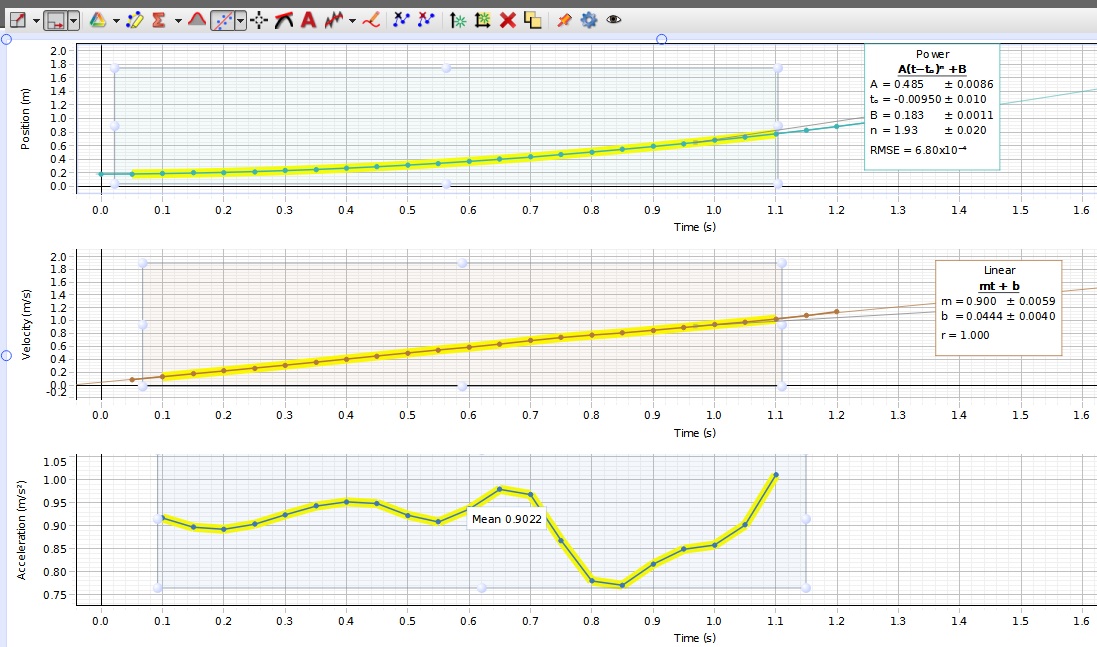 Position (m)
2.0
1.8
1.6
1.4
1.2
1.0
0.8
0.6
0.4
0.2
0.0
Power
A(t−t₀)ⁿ +B
A = 0.485 ± 0.0086
t₀ = -0.00950 ± 0.010
B = 0.183 ± 0.0011
n = 1.93 ± 0.020
RMSE = 6.80x10⁻⁴
0.0 0.1 0.2 0.3 0.4 0.5 0.6 0.7 0.8 0.9 1.0 1.1 1.2 1.3 1.4 1.5 1.6
Time (s)
Velocity (m/s)
2.0
1.8
1.6
1.4
1.2
1.0
0.8
0.6
0.4
0.2
0.0
-0.2
Linear
mt + b
m = 0.900 ± 0.0059
b = 0.0444 ± 0.0040
r = 1.000
0.0 0.1 0.2 0.3 0.4 0.5 0.6 0.7 0.8 0.9 1.0 1.1 1.2 1.3 1.4 1.5 1.6
Time (s)
Acceleration (m/s²)
1.05
1.00
0.95
0.90
0.85
0.80
0.75
Mean 0.9022
0.0 0.1 0.2 0.3 0.4 0.5 0.6 0.7 0.8 0.9 1.0 1.1 1.2 1.3 1.4 1.5 1.6
Time (s)